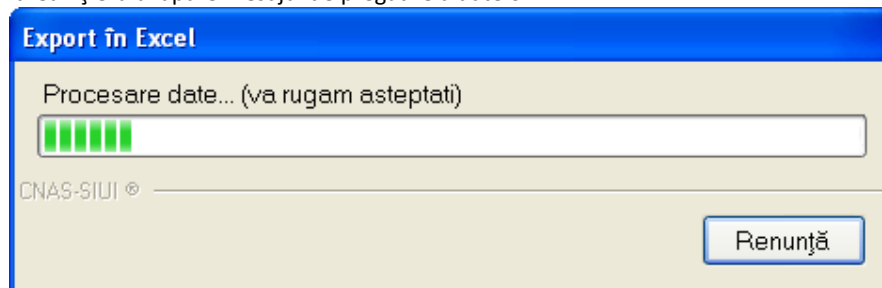 Export în Excel
Procesare date... (va rugam asteptati)
CNAS-SIUI ®
Renunţă